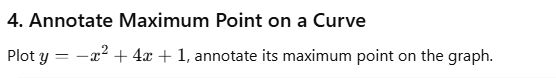 4. Annotate Maximum Point on a Curve
Plot y = −x² + 4x + 1, annotate its maximum point on the graph.